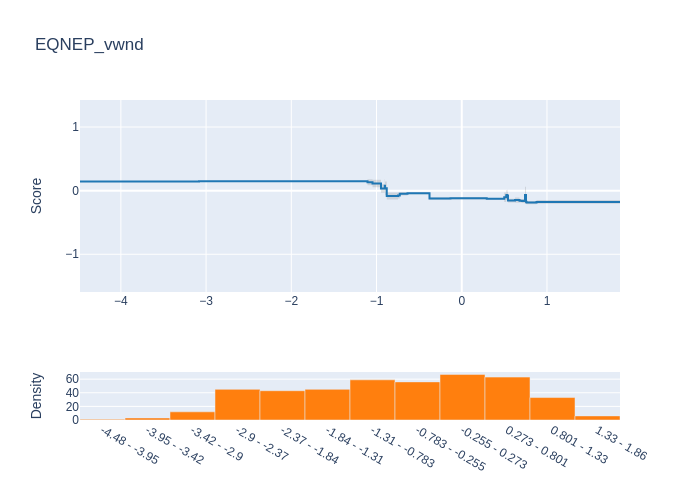 EQNEP_vwnd
Score
1
0
−1
−4
−3
−2
−1
0
1
Density
60
40
20
0
-4.48 - -3.95
-3.95 - -3.42
-3.42 - -2.9
-2.9 - -2.37
-2.37 - -1.84
-1.84 - -1.31
-1.31 - -0.783
-0.783 - -0.255
-0.255 - 0.273
0.273 - 0.801
0.801 - 1.33
1.33 - 1.86